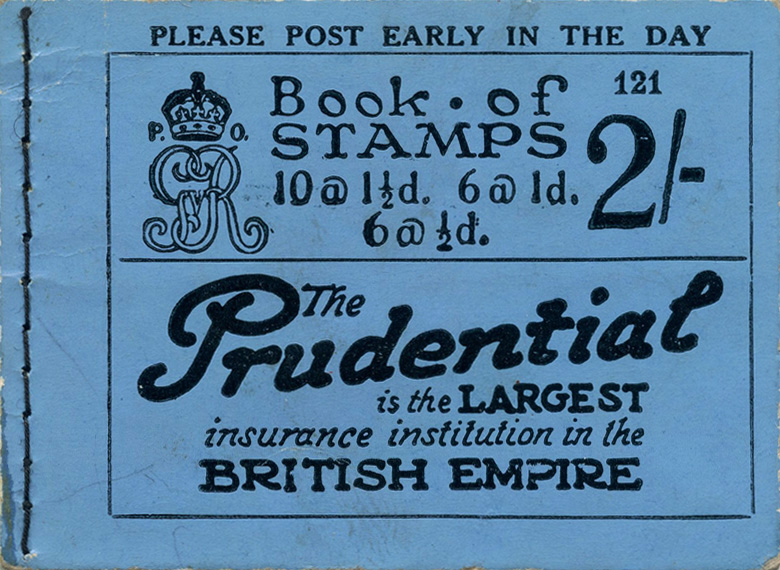 PLEASE POST EARLY IN THE DAY
Book · of 121
P. O. STAMPS 2/-
GVR 10 @ 1½d. 6 @ 1d.
6 @ ½d.
The
Prudential
is the LARGEST
insurance institution in the
BRITISH EMPIRE